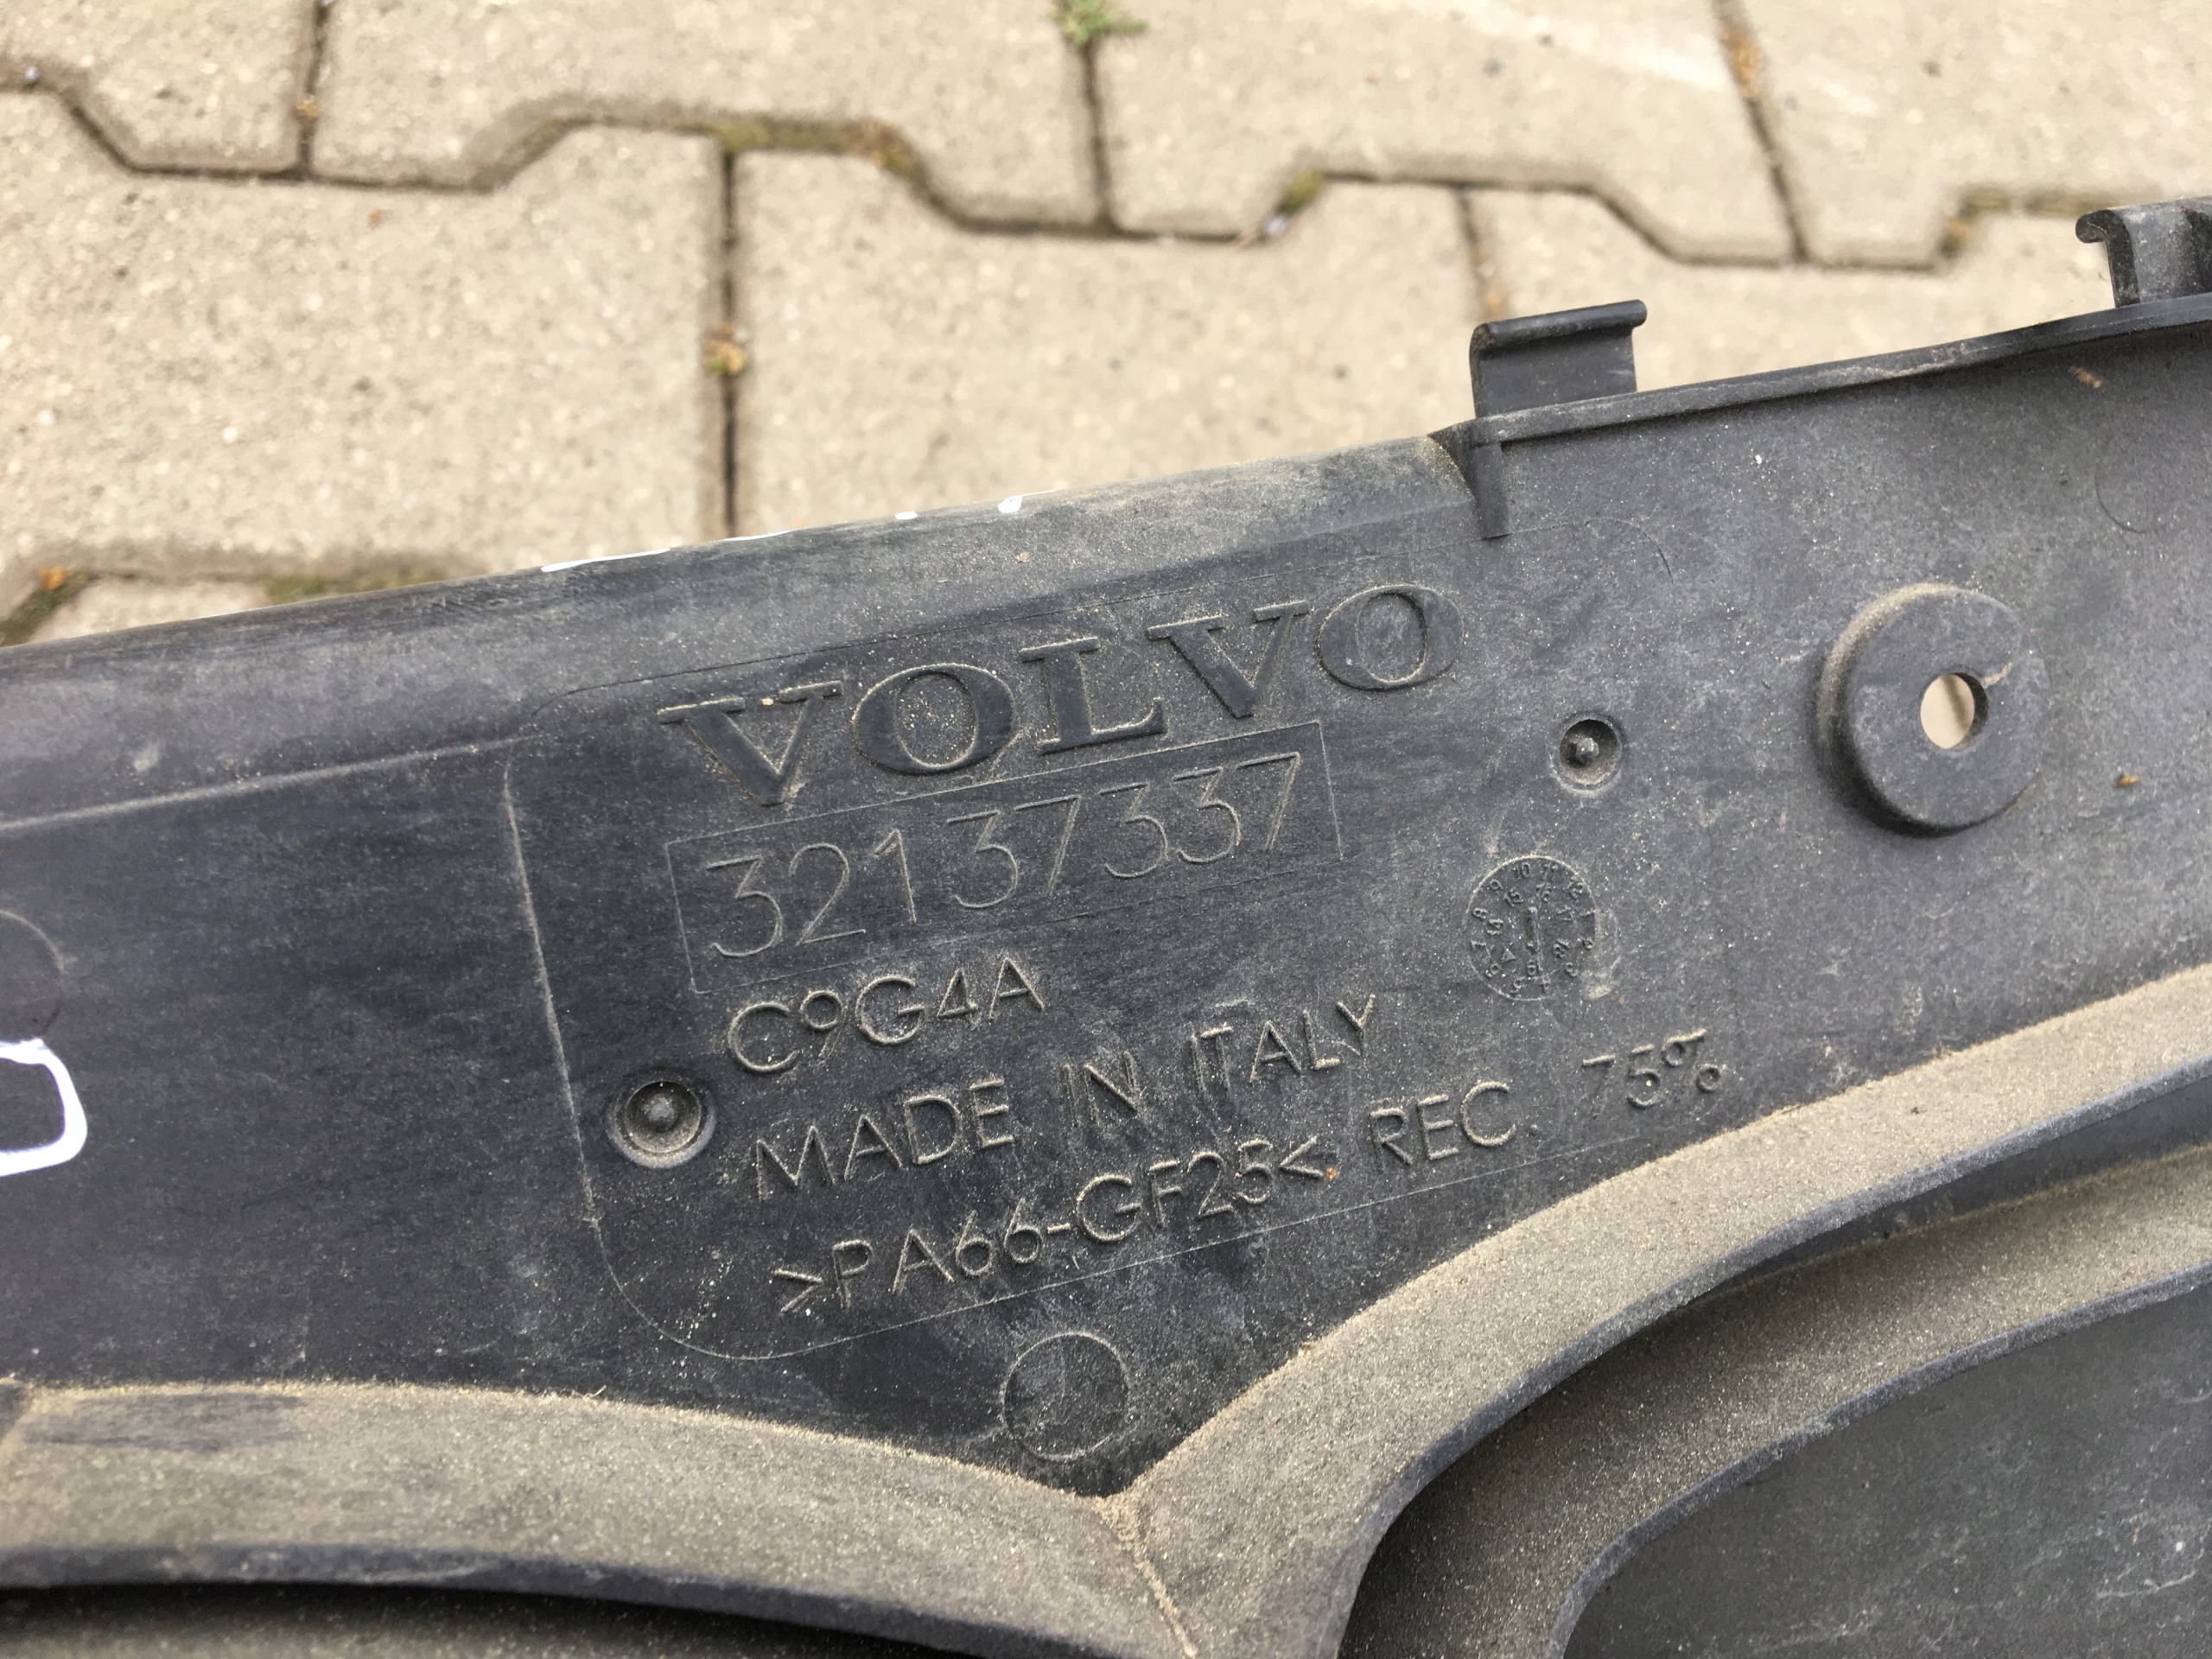 VOLVO
32137337
C9G4A
MADE IN ITALY
>PA66-GF25< REC. 75%